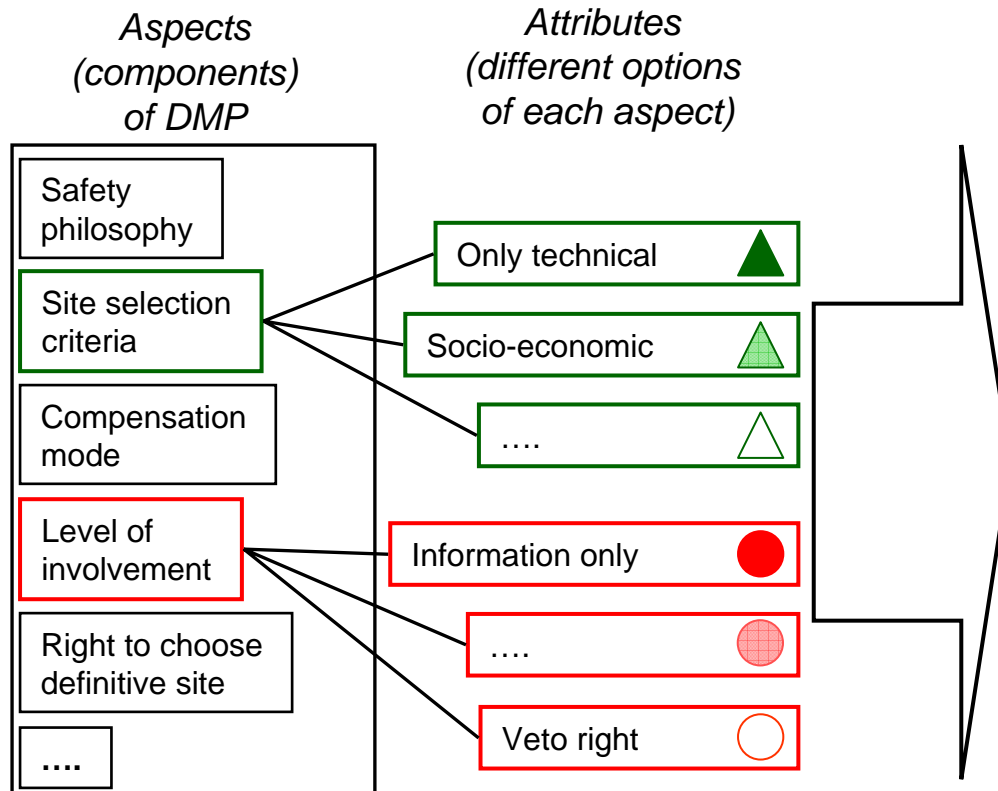 Aspects
(components)
of DMP
Attributes
(different options
of each aspect)
Safety
philosophy
Site selection
criteria
Compensation
mode
Level of
involvement
Right to choose
definitive site
....
Only technical
Socio-economic
....
Information only
....
Veto right